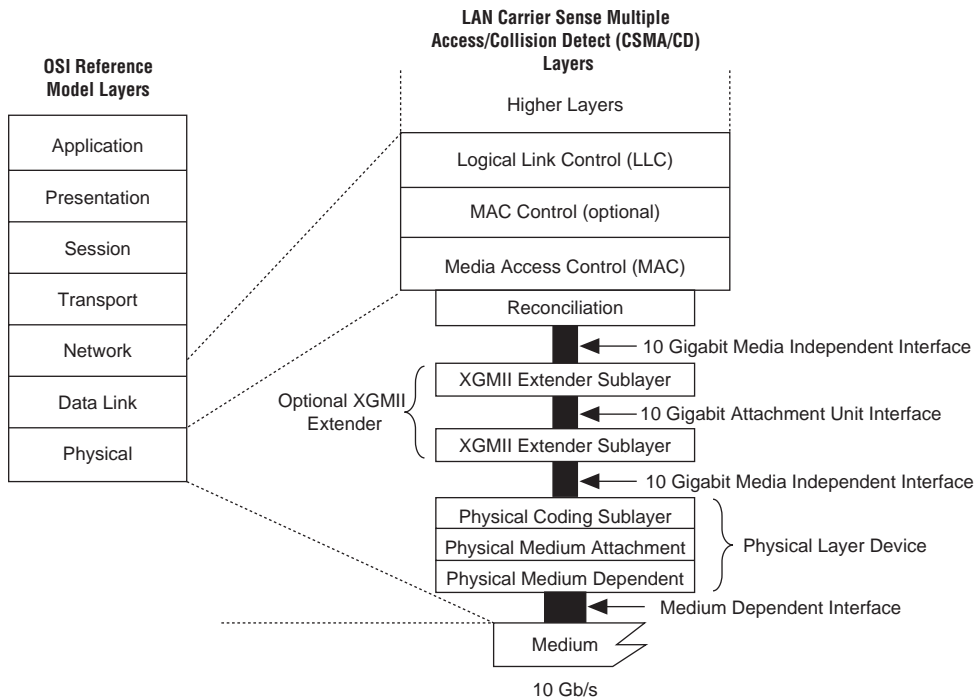 OSI Reference
Model Layers
Application
Presentation
Session
Transport
Network
Data Link
Physical
LAN Carrier Sense Multiple
Access/Collision Detect (CSMA/CD)
Layers
Higher Layers
Logical Link Control (LLC)
MAC Control (optional)
Media Access Control (MAC)
Reconciliation
10 Gigabit Media Independent Interface
Optional XGMII
Extender
XGMII Extender Sublayer
10 Gigabit Attachment Unit Interface
XGMII Extender Sublayer
10 Gigabit Media Independent Interface
Physical Coding Sublayer
Physical Medium Attachment
Physical Medium Dependent
Physical Layer Device
Medium Dependent Interface
Medium
10 Gb/s